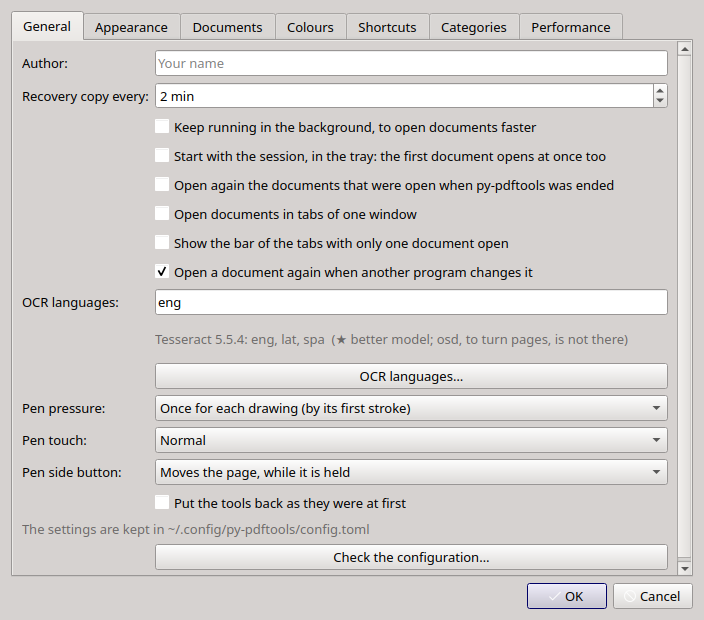 General Appearance Documents Colours Shortcuts Categories Performance
Author: Your name
Recovery copy every: 2 min
Keep running in the background, to open documents faster
Start with the session, in the tray: the first document opens at once too
Open again the documents that were open when py-pdftools was ended
Open documents in tabs of one window
Show the bar of the tabs with only one document open
Open a document again when another program changes it
OCR languages: eng
Tesseract 5.5.4: eng, lat, spa (★ better model; osd, to turn pages, is not there)
OCR languages...
Pen pressure: Once for each drawing (by its first stroke)
Pen touch: Normal
Pen side button: Moves the page, while it is held
Put the tools back as they were at first
The settings are kept in ~/.config/py-pdftools/config.toml
Check the configuration...
OK Cancel